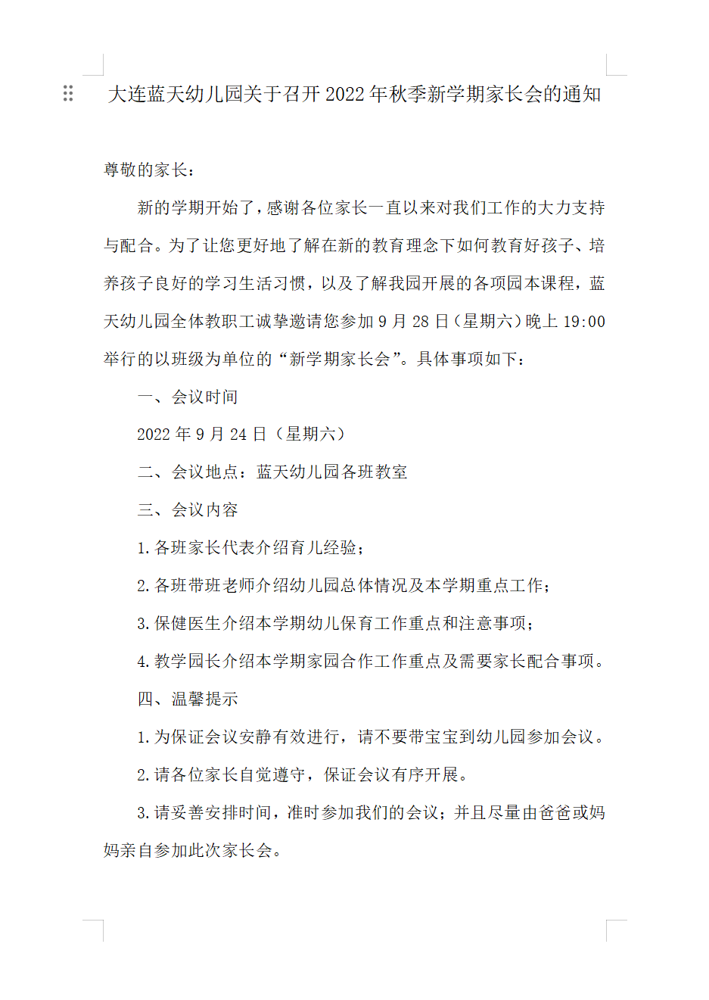 大连蓝天幼儿园关于召开 2022 年秋季新学期家长会的通知
尊敬的家长：
新的学期开始了，感谢各位家长一直以来对我们工作的大力支持
与配合。为了让您更好地了解在新的教育理念下如何教育好孩子、培
养孩子良好的学习生活习惯，以及了解我园开展的各项园本课程，蓝
天幼儿园全体教职工诚挚邀请您参加 9 月 28 日（星期六）晚上 19:00
举行的以班级为单位的“新学期家长会”。具体事项如下：
一、会议时间
2022 年 9 月 24 日（星期六）
二、会议地点：蓝天幼儿园各班教室
三、会议内容
1.各班家长代表介绍育儿经验；
2.各班带班老师介绍幼儿园总体情况及本学期重点工作；
3.保健医生介绍本学期幼儿保育工作重点和注意事项；
4.教学园长介绍本学期家园合作工作重点及需要家长配合事项。
四、温馨提示
1.为保证会议安静有效进行，请不要带宝宝到幼儿园参加会议。
2.请各位家长自觉遵守，保证会议有序开展。
3.请妥善安排时间，准时参加我们的会议；并且尽量由爸爸或妈
妈亲自参加此次家长会。